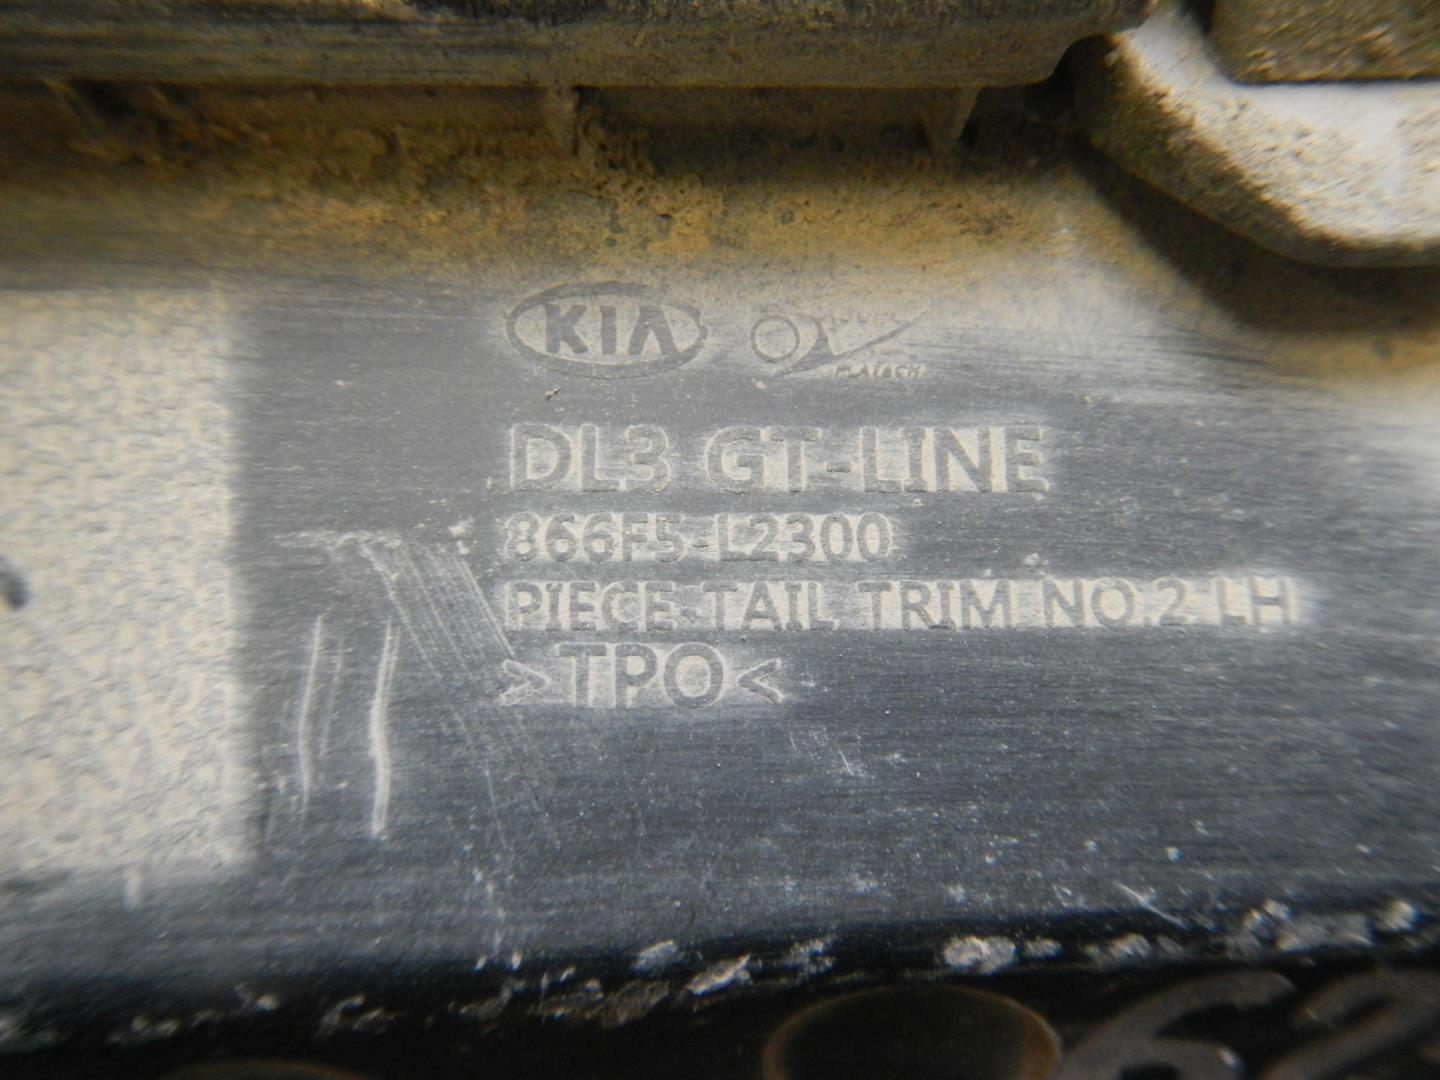 KIA
DL3 GT-LINE
866F5-L2300
PIECE-TAIL TRIM NO.2 LH
>TPO<